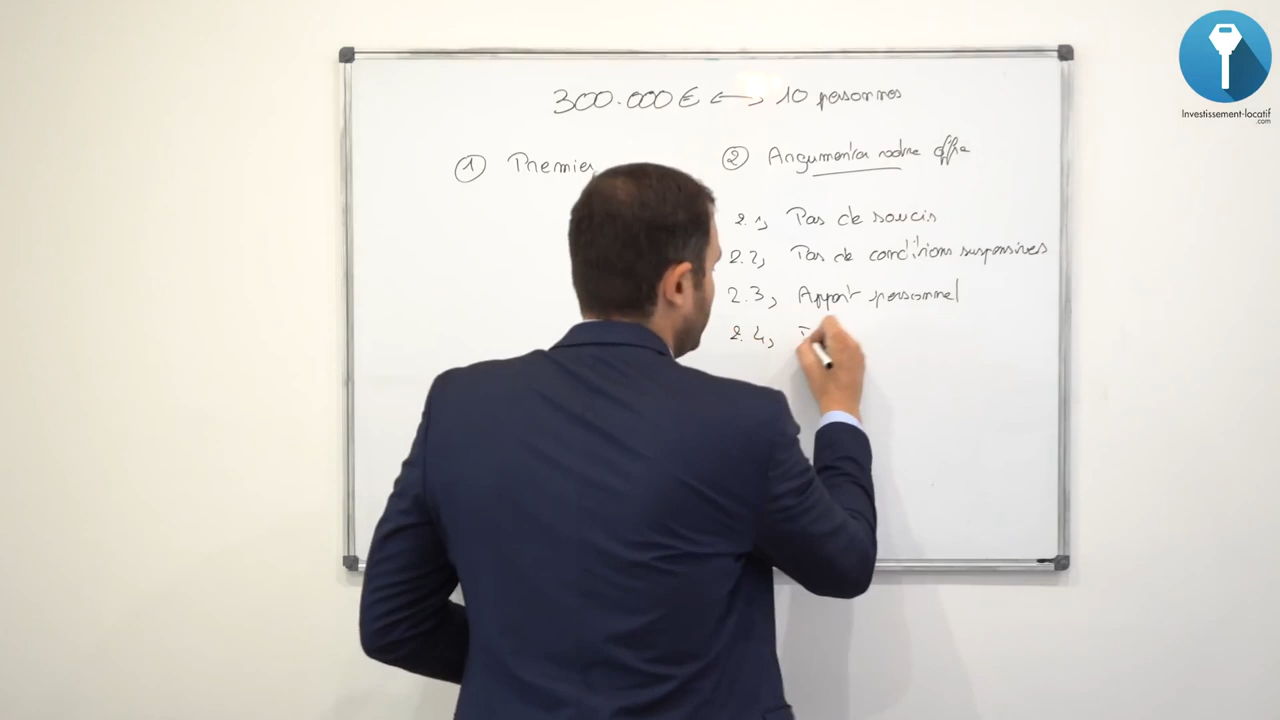 300.000€ <-> 10 personnes
① Premier
② Argumenter votre offre
2.1, Pas de soucis
2.2, Pas de conditions suspensives
2.3, Apport personnel
2.4,
Investissement-locatif
.com